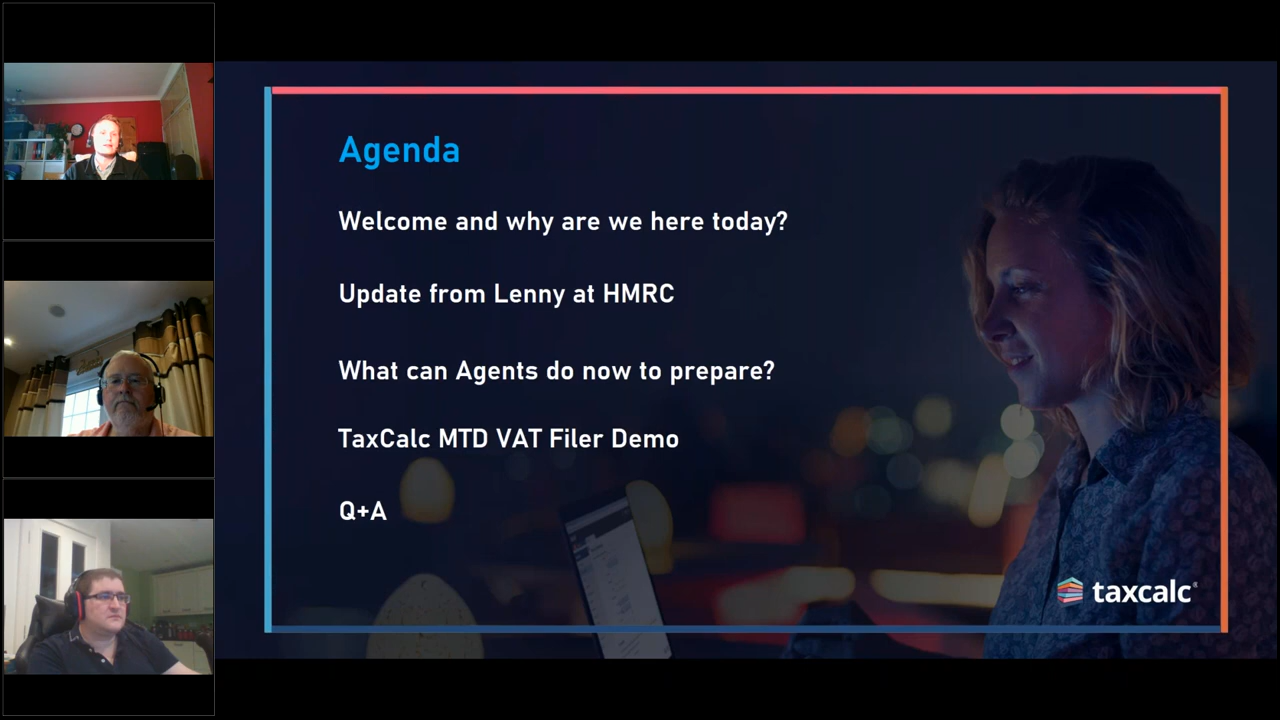 Agenda
Welcome and why are we here today?
Update from Lenny at HMRC
What can Agents do now to prepare?
TaxCalc MTD VAT Filer Demo
Q+A
taxcalc